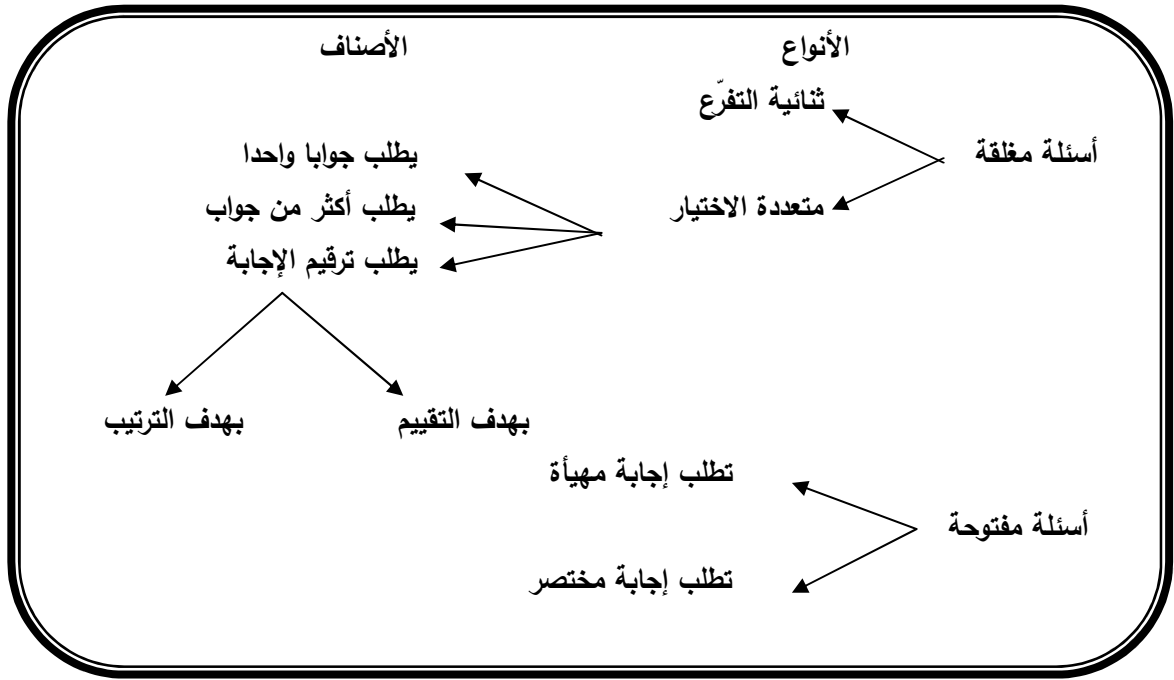 الأنواع الأصناف
ثنائية التفرّع
أسئلة مغلقة يطلب جوابا واحدا
متعددة الاختيار يطلب أكثر من جواب
يطلب ترقيم الإجابة
بهدف التقييم بهدف الترتيب
تطلب إجابة مهيأة
أسئلة مفتوحة
تطلب إجابة مختصر